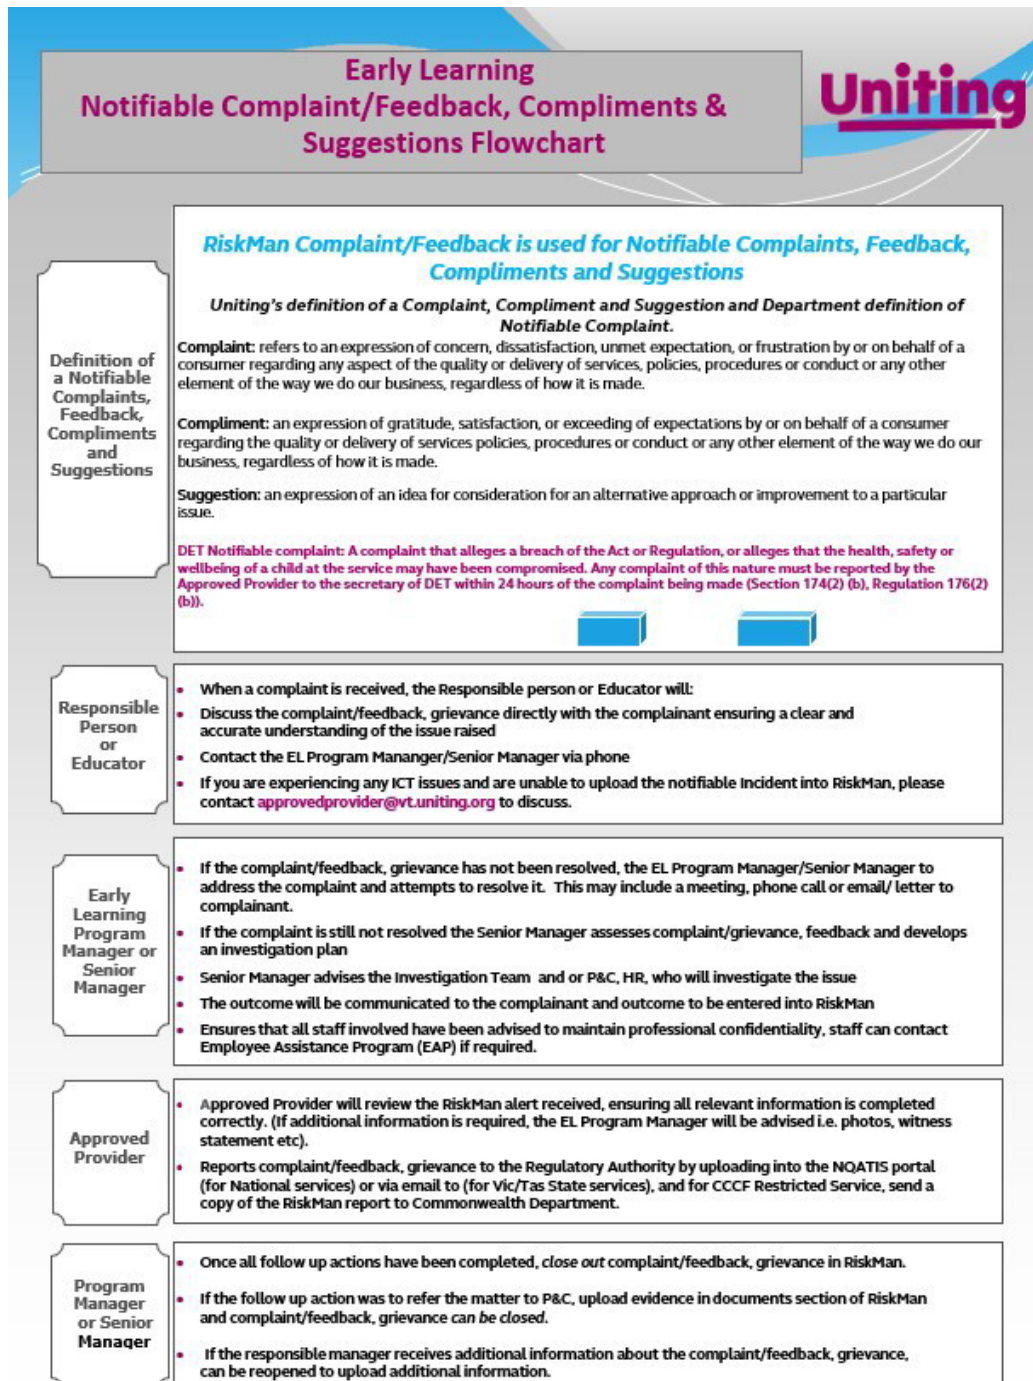 Early Learning
Notifiable Complaint/Feedback, Compliments &
Suggestions Flowchart
Uniting
RiskMan Complaint/Feedback is used for Notifiable Complaints, Feedback,
Compliments and Suggestions
Uniting's definition of a Complaint, Compliment and Suggestion and Department definition of
Notifiable Complaint.
Definition of
a Notifiable
Complaints,
Feedback,
Compliments
and
Suggestions
Complaint: refers to an expression of concern, dissatisfaction, unmet expectation, or frustration by or on behalf of a
consumer regarding any aspect of the quality or delivery of services, policies, procedures or conduct or any other
element of the way we do our business, regardless of how it is made.
Compliment: an expression of gratitude, satisfaction, or exceeding of expectations by or on behalf of a consumer
regarding the quality or delivery of services policies, procedures or conduct or any other element of the way we do our
business, regardless of how it is made.
Suggestion: an expression of an idea for consideration for an alternative approach or improvement to a particular
issue.
DET Notifiable complaint: A complaint that alleges a breach of the Act or Regulation, or alleges that the health, safety or
wellbeing of a child at the service may have been compromised. Any complaint of this nature must be reported by the
Approved Provider to the secretary of DET within 24 hours of the complaint being made (Section 174(2) (b), Regulation 176(2)
(b)).
Responsible
Person
or
Educator
• When a complaint is received, the Responsible person or Educator will:
• Discuss the complaint/feedback, grievance directly with the complainant ensuring a clear and
accurate understanding of the issue raised
• Contact the EL Program Mananger/Senior Manager via phone
• If you are experiencing any ICT issues and are unable to upload the notifiable Incident into RiskMan, please
contact approvedprovider@vt.uniting.org to discuss.
Early
Learning
Program
Manager or
Senior
Manager
• If the complaint/feedback, grievance has not been resolved, the EL Program Manager/Senior Manager to
address the complaint and attempts to resolve it. This may include a meeting, phone call or email/ letter to
complainant.
• If the complaint is still not resolved the Senior Manager assesses complaint/grievance, feedback and develops
an investigation plan
• Senior Manager advises the Investigation Team and or P&C, HR, who will investigate the issue
• The outcome will be communicated to the complainant and outcome to be entered into RiskMan
• Ensures that all staff involved have been advised to maintain professional confidentiality, staff can contact
Employee Assistance Program (EAP) if required.
Approved
Provider
• Approved Provider will review the RiskMan alert received, ensuring all relevant information is completed
correctly. (If additional information is required, the EL Program Manager will be advised i.e. photos, witness
statement etc).
• Reports complaint/feedback, grievance to the Regulatory Authority by uploading into the NQATIS portal
(for National services) or via email to (for Vic/Tas State services), and for CCCF Restricted Service, send a
copy of the RiskMan report to Commonwealth Department.
Program
Manager
or Senior
Manager
• Once all follow up actions have been completed, close out complaint/feedback, grievance in RiskMan.
• If the follow up action was to refer the matter to P&C, upload evidence in documents section of RiskMan
and complaint/feedback, grievance can be closed.
• If the responsible manager receives additional information about the complaint/feedback, grievance,
can be reopened to upload additional information.